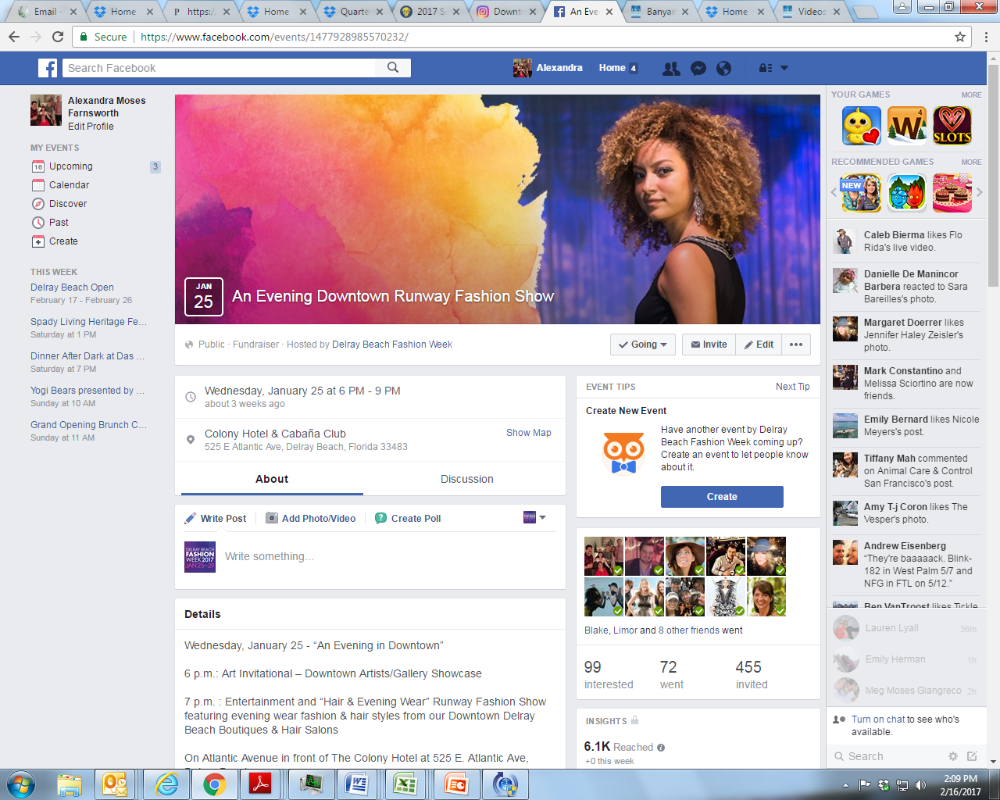 Email -
Home
https:/
Home
Quarte
2017 S
Downt
An Eve
Banyar
Home
Videos
Secure
https://www.facebook.com/events/1477928985570232/
Search Facebook
Alexandra
Home 4
Alexandra Moses
Farnsworth
Edit Profile
MY EVENTS
Upcoming 3
Calendar
Discover
Past
Create
THIS WEEK
Delray Beach Open
February 17 - February 26
Spady Living Heritage Fe...
Saturday at 1 PM
Dinner After Dark at Das ...
Saturday at 7 PM
Yogi Bears presented by ...
Sunday at 10 AM
Grand Opening Brunch C...
Sunday at 11 AM
JAN
25
An Evening Downtown Runway Fashion Show
Public · Fundraiser · Hosted by Delray Beach Fashion Week
Going
Invite
Edit
Wednesday, January 25 at 6 PM - 9 PM
about 3 weeks ago
Colony Hotel & Cabaña Club
Show Map
525 E Atlantic Ave, Delray Beach, Florida 33483
About
Discussion
Write Post
Add Photo/Video
Create Poll
DELRAY BEACH
FASHION
WEEK 2017
JAN 25-29
Write something...
Details
Wednesday, January 25 - “An Evening in Downtown”
6 p.m.: Art Invitational – Downtown Artists/Gallery Showcase
7 p.m. : Entertainment and “Hair & Evening Wear” Runway Fashion Show
featuring evening wear fashion & hair styles from our Downtown Delray
Beach Boutiques & Hair Salons
On Atlantic Avenue in front of The Colony Hotel at 525 E. Atlantic Ave,
EVENT TIPS
Next Tip
Create New Event
Have another event by Delray
Beach Fashion Week coming up?
Create an event to let people know
about it.
Create
Blake, Limor and 8 other friends went
99
interested
72
went
455
invited
INSIGHTS
6.1K Reached
+0 this week
YOUR GAMES
MORE
W 4
SLOTS
RECOMMENDED GAMES
MORE
NEW
Caleb Bierma likes Flo
Rida's live video.
Danielle De Manincor
Barbera reacted to Sara
Bareilles's photo.
Margaret Doerrer likes
Jennifer Haley Zeisler's
photo.
Mark Constantino and
Melissa Sciortino are now
friends.
Emily Bernard likes Nicole
Meyers's post.
Tiffany Mah commented
on Animal Care & Control
San Francisco's post.
Amy T-j Coron likes The
Vesper's photo.
Andrew Eisenberg
“They're baaaaack. Blink-
182 in West Palm 5/7 and
NFG in FTL on 5/12.”
Ben VanTroost likes Tickle
Lauren Lyall 36m
Emily Herman 1h
Meg Moses Giangreco 2h
Turn on chat to see who's
available.
Search
2:09 PM
2/16/2017